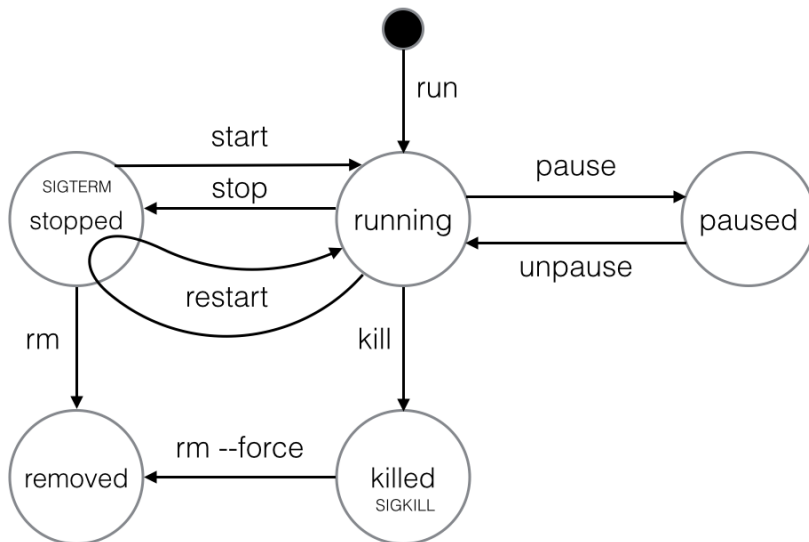 run
start
pause
SIGTERM
stop
stopped
running
paused
unpause
restart
rm
kill
rm --force
removed
killed
SIGKILL